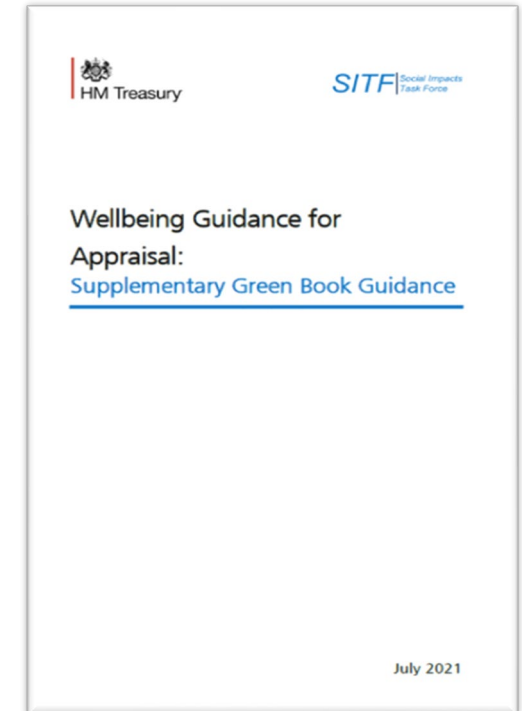 HM Treasury
SITF Social Impacts
Task Force
Wellbeing Guidance for
Appraisal:
Supplementary Green Book Guidance
July 2021